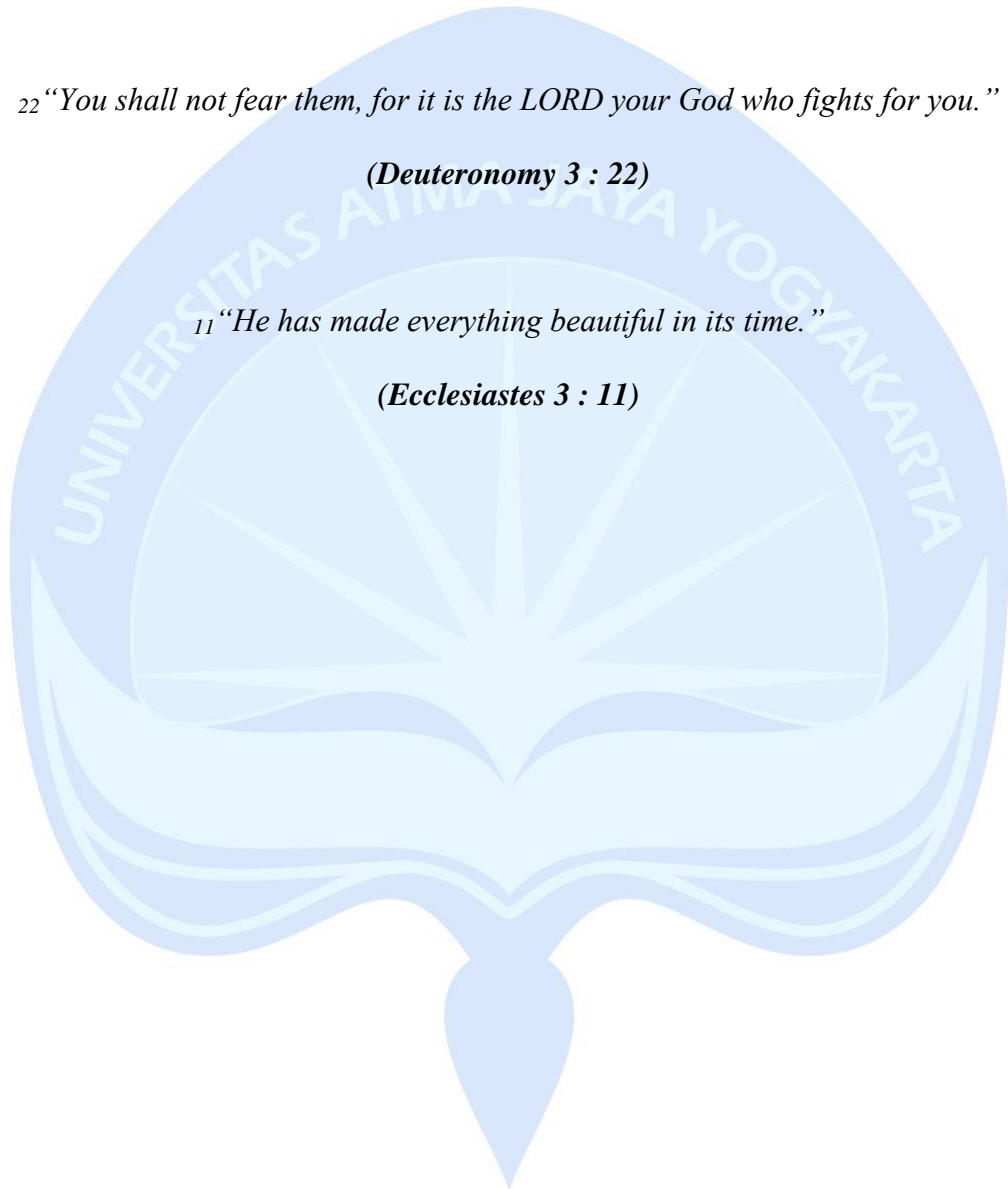 22“You shall not fear them, for it is the LORD your God who fights for you.”
(Deuteronomy 3 : 22)
UNIVERSITAS ATMA JAYA YOGYAKARTA
11“He has made everything beautiful in its time.”
(Ecclesiastes 3 : 11)